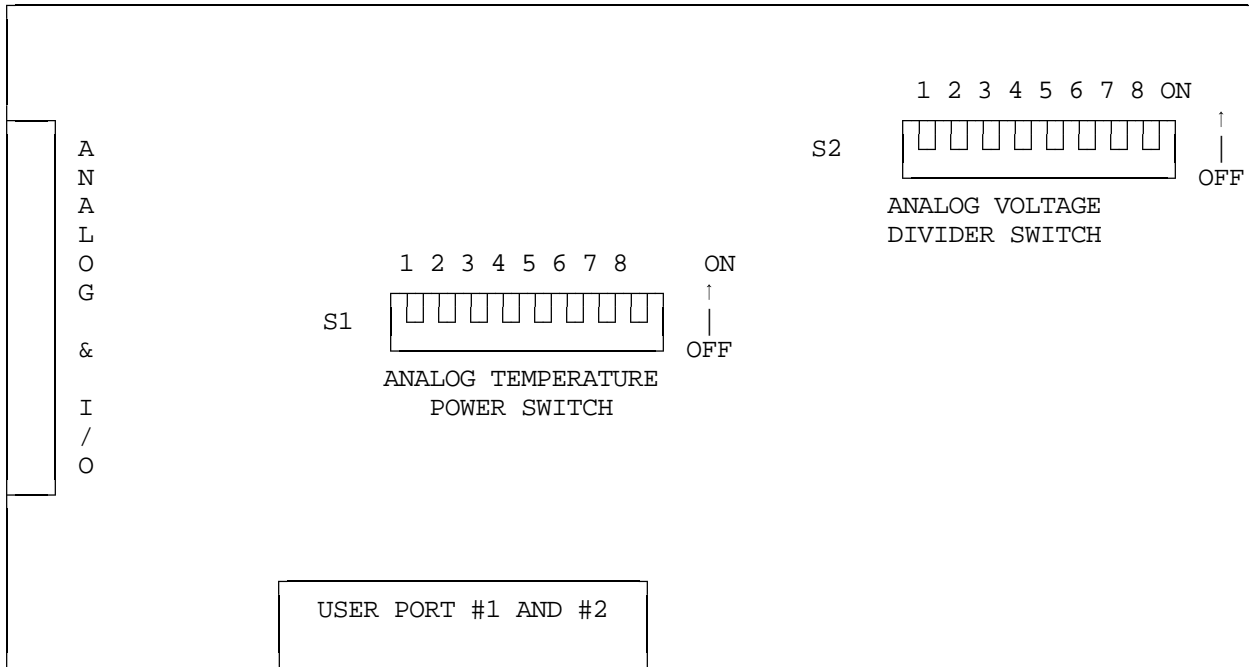 1 2 3 4 5 6 7 8 ON
S2
OFF
ANALOG VOLTAGE
DIVIDER SWITCH
A
N
A
L
O
G
&
I
/
O
1 2 3 4 5 6 7 8 ON
S1
OFF
ANALOG TEMPERATURE
POWER SWITCH
USER PORT #1 AND #2